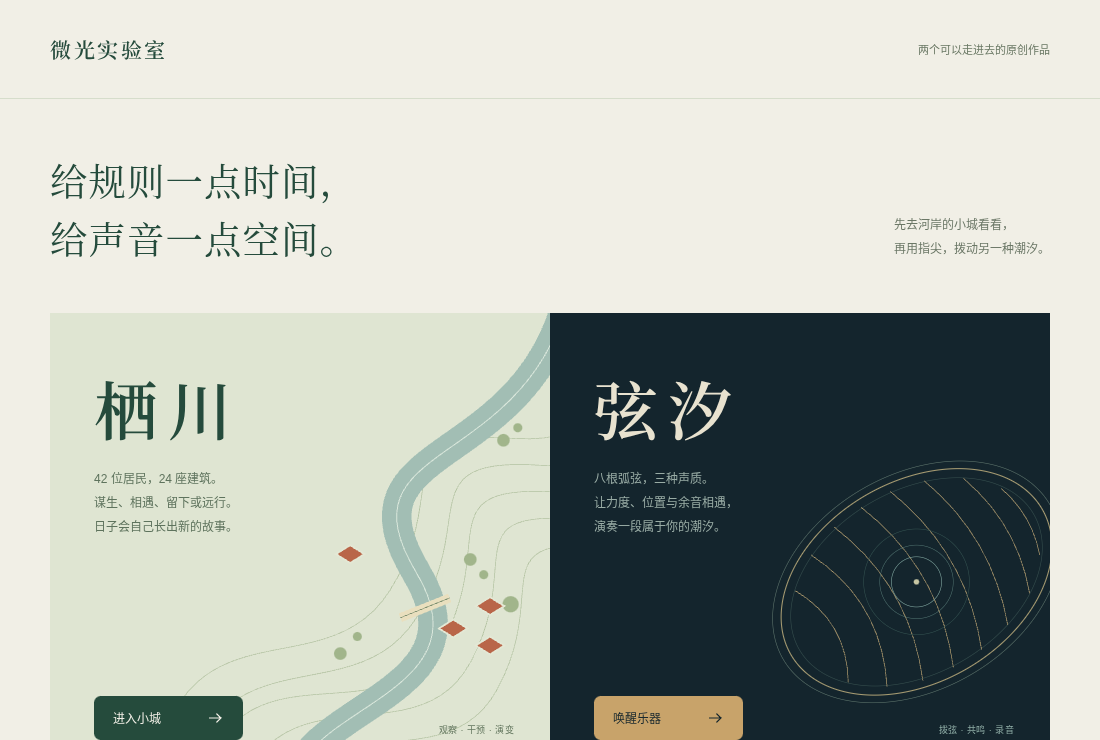 微光实验室
两个可以走进去的原创作品
给规则一点时间，
给声音一点空间。
先去河岸的小城看看，
再用指尖，拨动另一种潮汐。
栖川
42 位居民，24 座建筑。
谋生、相遇、留下或远行。
日子会自己长出新的故事。
进入小城
观察 · 干预 · 演变
弦汐
八根弧弦，三种声质。
让力度、位置与余音相遇，
演奏一段属于你的潮汐。
唤醒乐器
拨弦 · 共鸣 · 录音